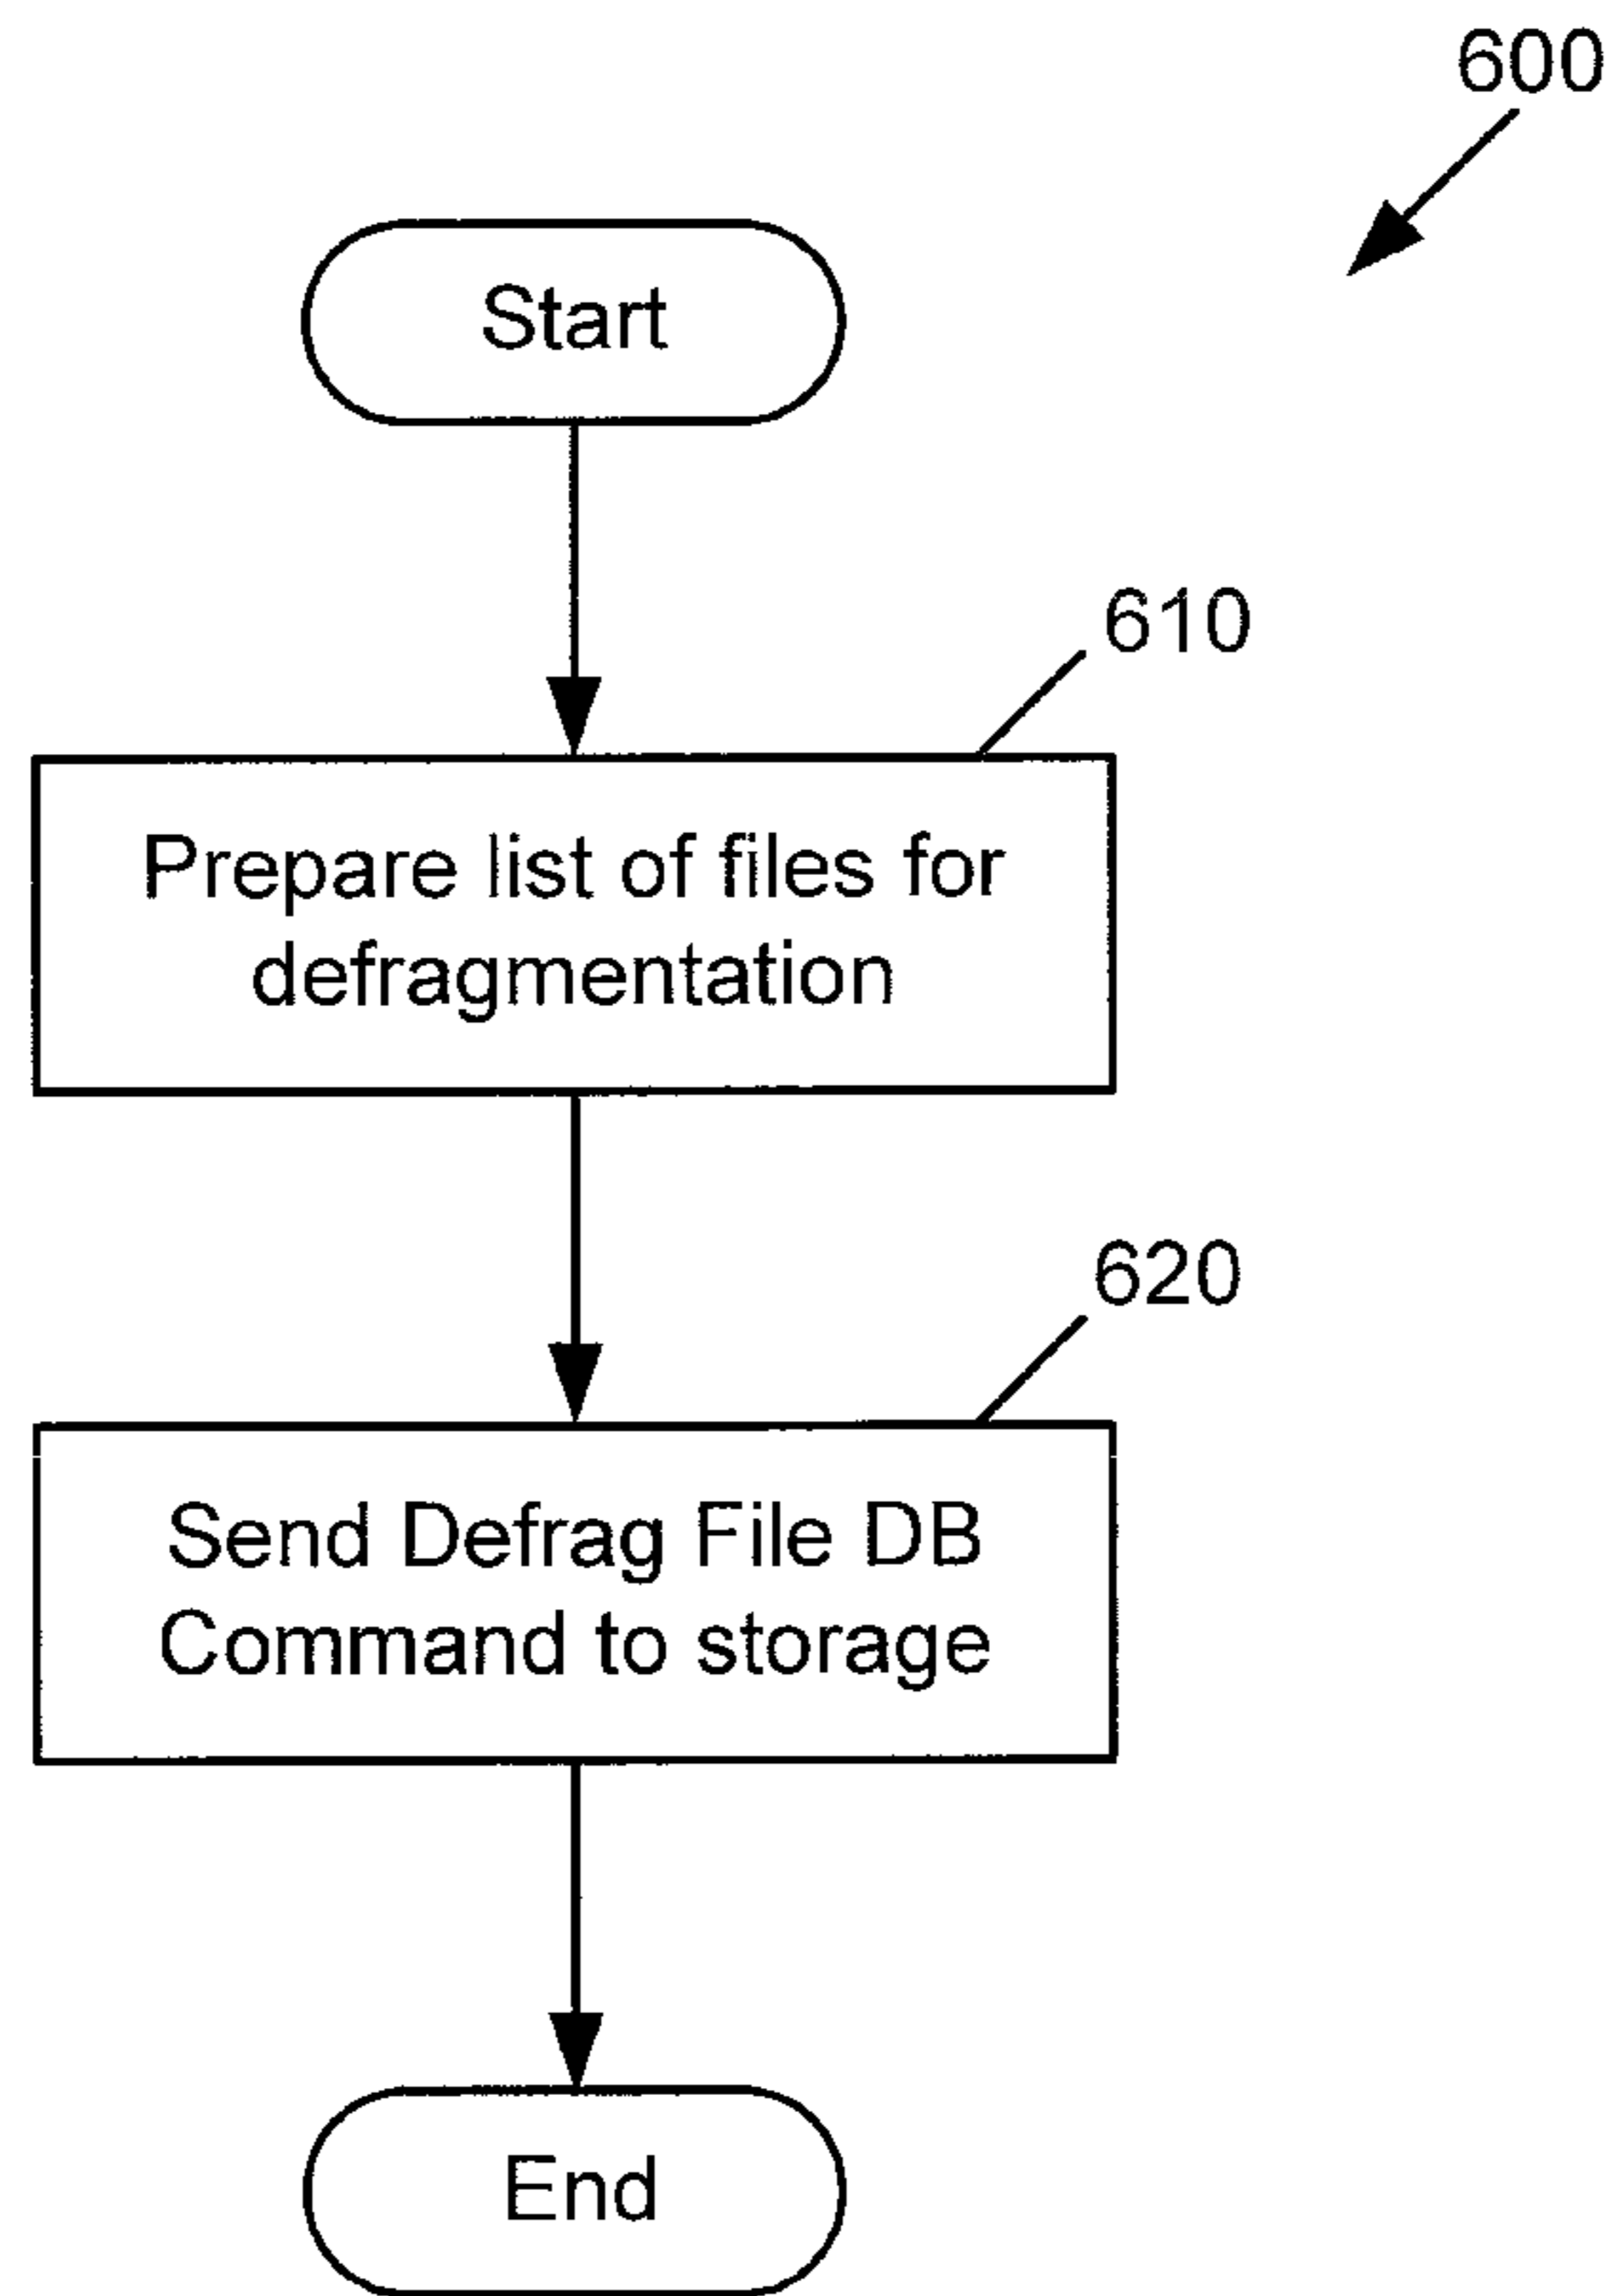 600
Start
610
Prepare list of files for
defragmentation
620
Send Defrag File DB
Command to storage
End